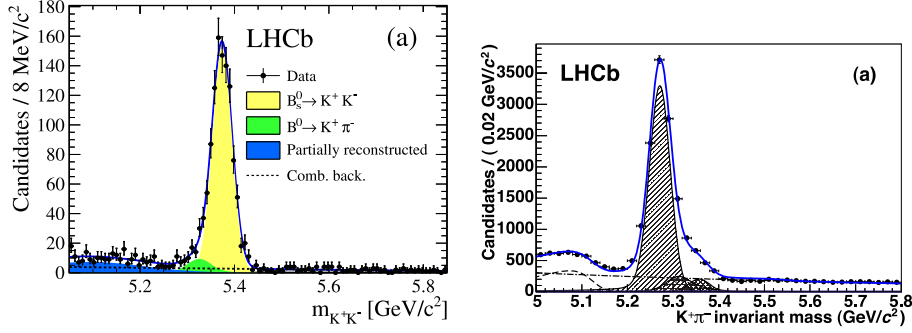 160
140
120
100
80
60
40
20
0
Candidates / 8 MeV/c²
LHCb
(a)
Data
B⁰ₛ→ K⁺ K⁻
B⁰→ K⁺ π⁻
Partially reconstructed
Comb. back.
5.2 5.4 5.6 5.8
m K⁺K⁻ [GeV/c²]
3500
3000
2500
2000
1500
1000
500
0
Candidates / ( 0.02 GeV/c²)
LHCb
(a)
5 5.1 5.2 5.3 5.4 5.5 5.6 5.7 5.8
K⁺π⁻ invariant mass (GeV/c²)